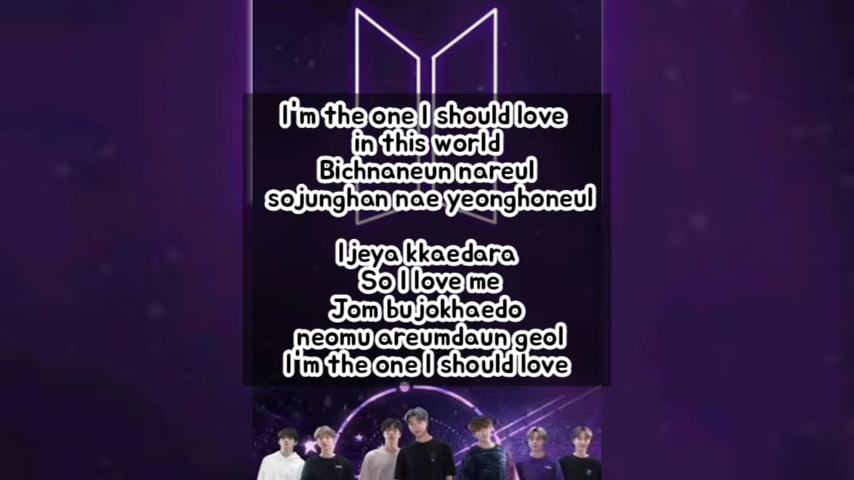 I'm the one I should love
in this world
Bichnaneun nareul
sojunghan nae yeonghoneul
Ijeya kkaedara
So I love me
Jom bujokhaedo
neomu areumdaun geol
I'm the one I should love